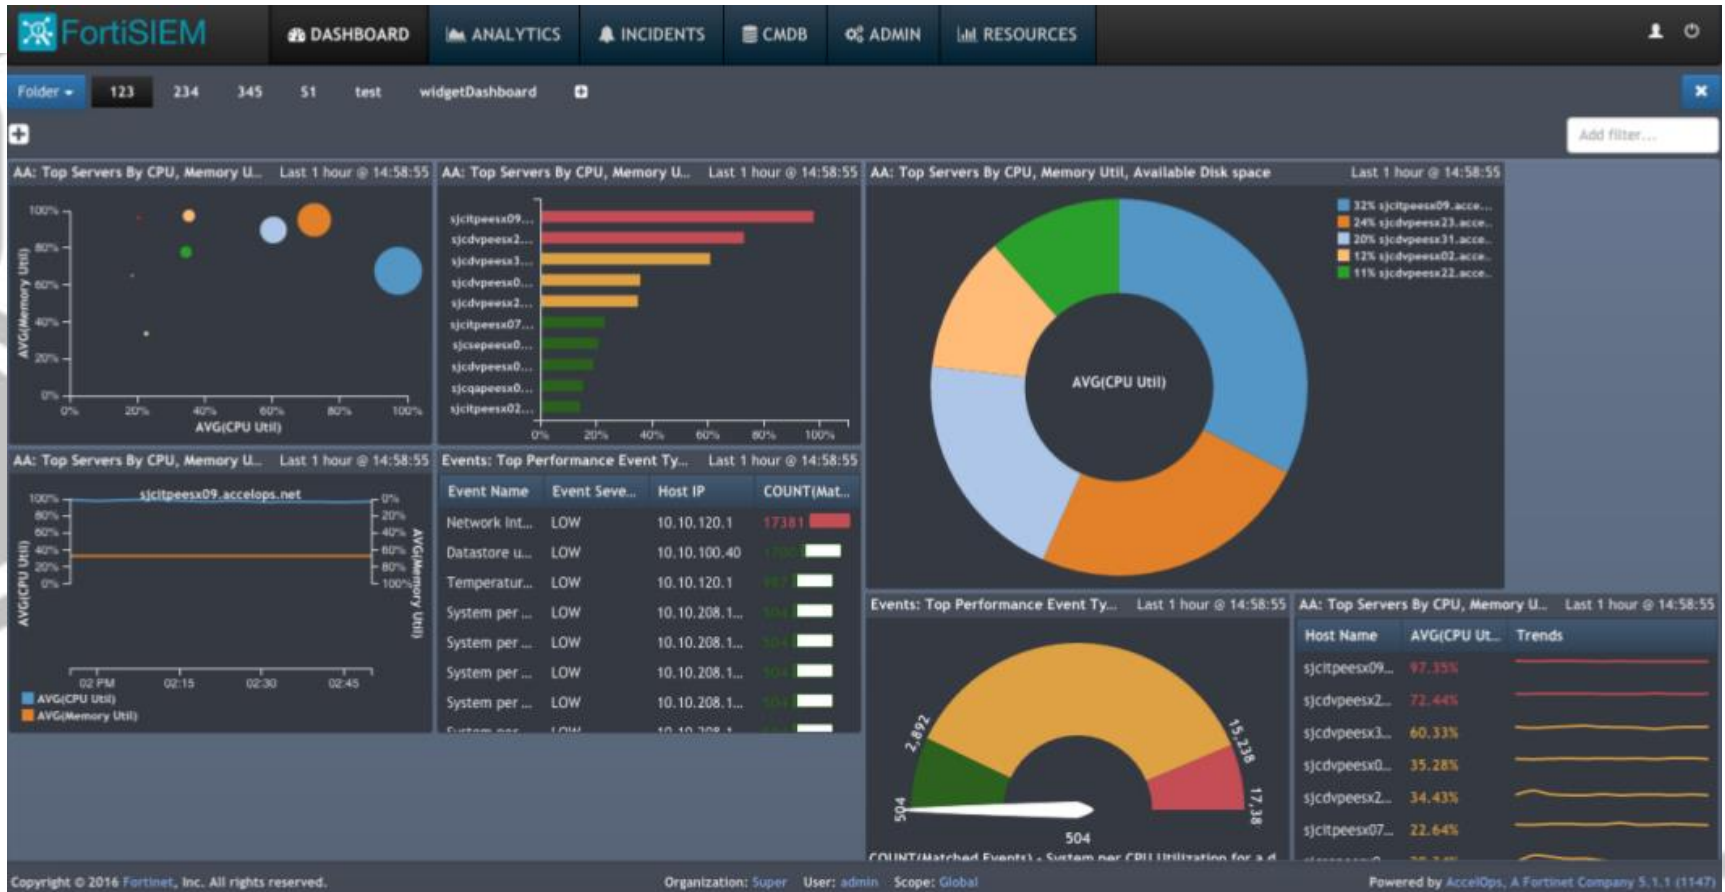 FortiSIEM DASHBOARD ANALYTICS INCIDENTS CMDB ADMIN RESOURCES
Folder 123 234 345 S1 test widgetDashboard
Add filter...
AA: Top Servers By CPU, Memory U... Last 1 hour @ 14:58:55
100%
80%
60%
40%
20%
0%
AVG(Memory Util)
0% 20% 40% 60% 80% 100%
AVG(CPU Util)
AA: Top Servers By CPU, Memory U... Last 1 hour @ 14:58:55
sjcitpeesx09...
sjcdvpeesx2...
sjcdvpeesx3...
sjcdvpeesx0...
sjcdvpeesx2...
sjcitpeesx07...
sjcsepeesx0...
sjcdvpeesx0...
sjcqapeesx0...
sjcitpeesx02...
0% 20% 40% 60% 80% 100%
AA: Top Servers By CPU, Memory Util, Available Disk space Last 1 hour @ 14:58:55
32% sjcitpeesx09.acce...
24% sjcdvpeesx23.acce..
20% sjcdvpeesx31.acce..
12% sjcdvpeesx02.acce..
11% sjcdvpeesx22.acce..
AVG(CPU Util)
AA: Top Servers By CPU, Memory U... Last 1 hour @ 14:58:55
sjcitpeesx09.accelops.net
100% 0%
80% 20%
60% 40%
40% 60%
20% 80%
0% 100%
AVG(CPU Util)
AVG(Memory Util)
02 PM 02:15 02:30 02:45
AVG(CPU Util)
AVG(Memory Util)
Events: Top Performance Event Ty... Last 1 hour @ 14:58:55
Event Name Event Seve... Host IP COUNT(Mat...
Network Int... LOW 10.10.120.1 17381
Datastore u... LOW 10.10.100.40
Temperatur... LOW 10.10.120.1
System per ... LOW 10.10.208.1... 504
System per ... LOW 10.10.208.1... 504
System per ... LOW 10.10.208.1... 504
System per ... LOW 10.10.208.1... 504
Events: Top Performance Event Ty... Last 1 hour @ 14:58:55
504
2,892
15,238
17,38
504
COUNT(Matched Events) - System per CPU Utilization for a d
AA: Top Servers By CPU, Memory U... Last 1 hour @ 14:58:55
Host Name AVG(CPU Ut... Trends
sjcitpeesx09... 97.35%
sjcdvpeesx2... 72.44%
sjcdvpeesx3... 60.33%
sjcdvpeesx0... 35.28%
sjcdvpeesx2... 34.43%
sjcitpeesx07... 22.64%
Copyright © 2016 Fortinet, Inc. All rights reserved. Organization: Super User: admin Scope: Global Powered by AccelOps, A Fortinet Company 5.1.1 (1147)